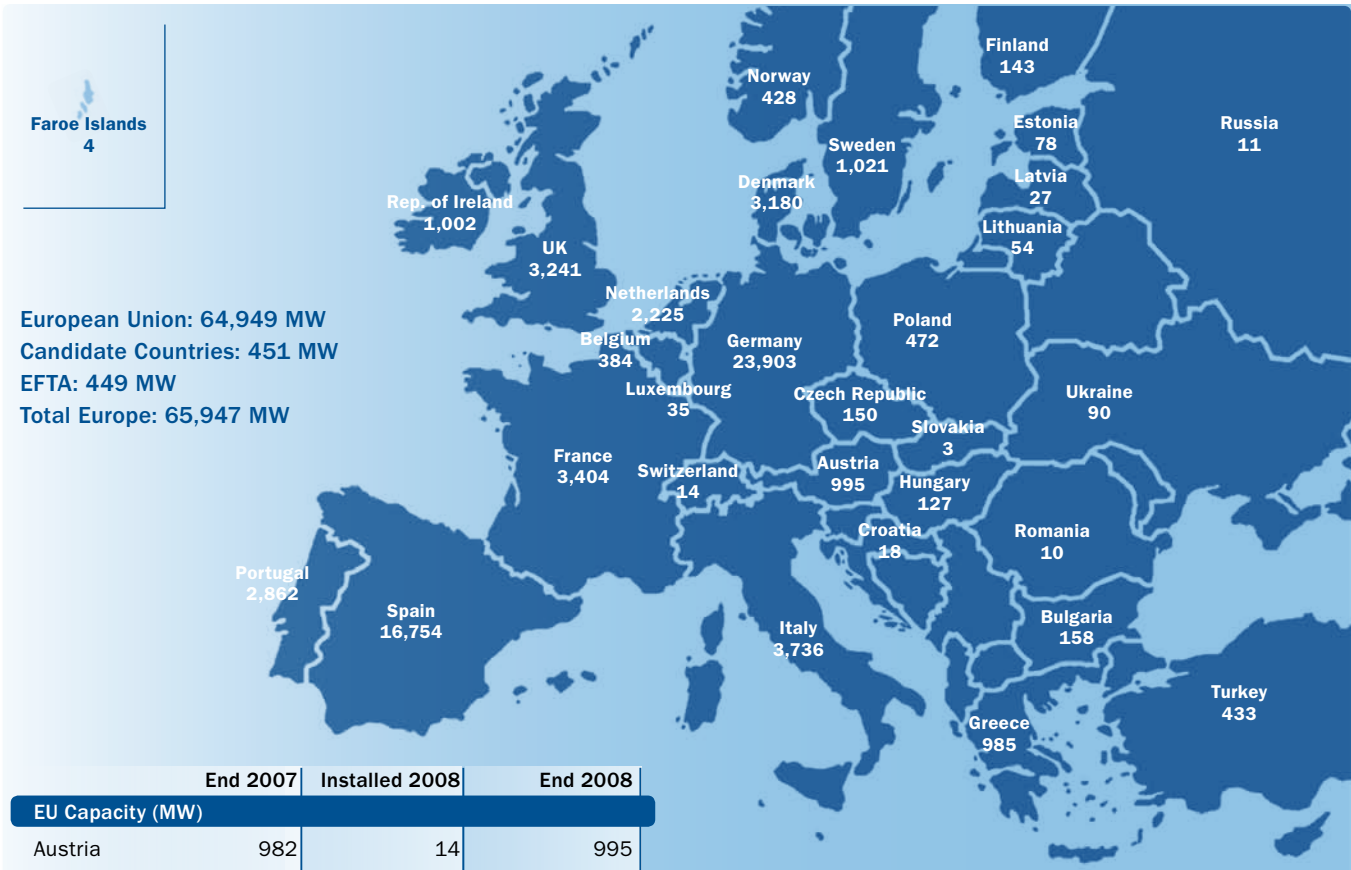 Faroe Islands
4
Norway
428
Finland
143
Sweden
1,021
Estonia
78
Russia
11
Latvia
27
Denmark
3,180
Lithuania
54
Rep. of Ireland
1,002
UK
3,241
Netherlands
2,225
Belgium
384
Luxembourg
35
Germany
23,903
Poland
472
Czech Republic
150
Slovakia
3
Ukraine
90
European Union: 64,949 MW
Candidate Countries: 451 MW
EFTA: 449 MW
Total Europe: 65,947 MW
France
3,404
Switzerland
14
Austria
995
Hungary
127
Croatia
18
Romania
10
Portugal
2,862
Spain
16,754
Italy
3,736
Bulgaria
158
Greece
985
Turkey
433
End 2007 Installed 2008 End 2008
EU Capacity (MW)
Austria 982 14 995